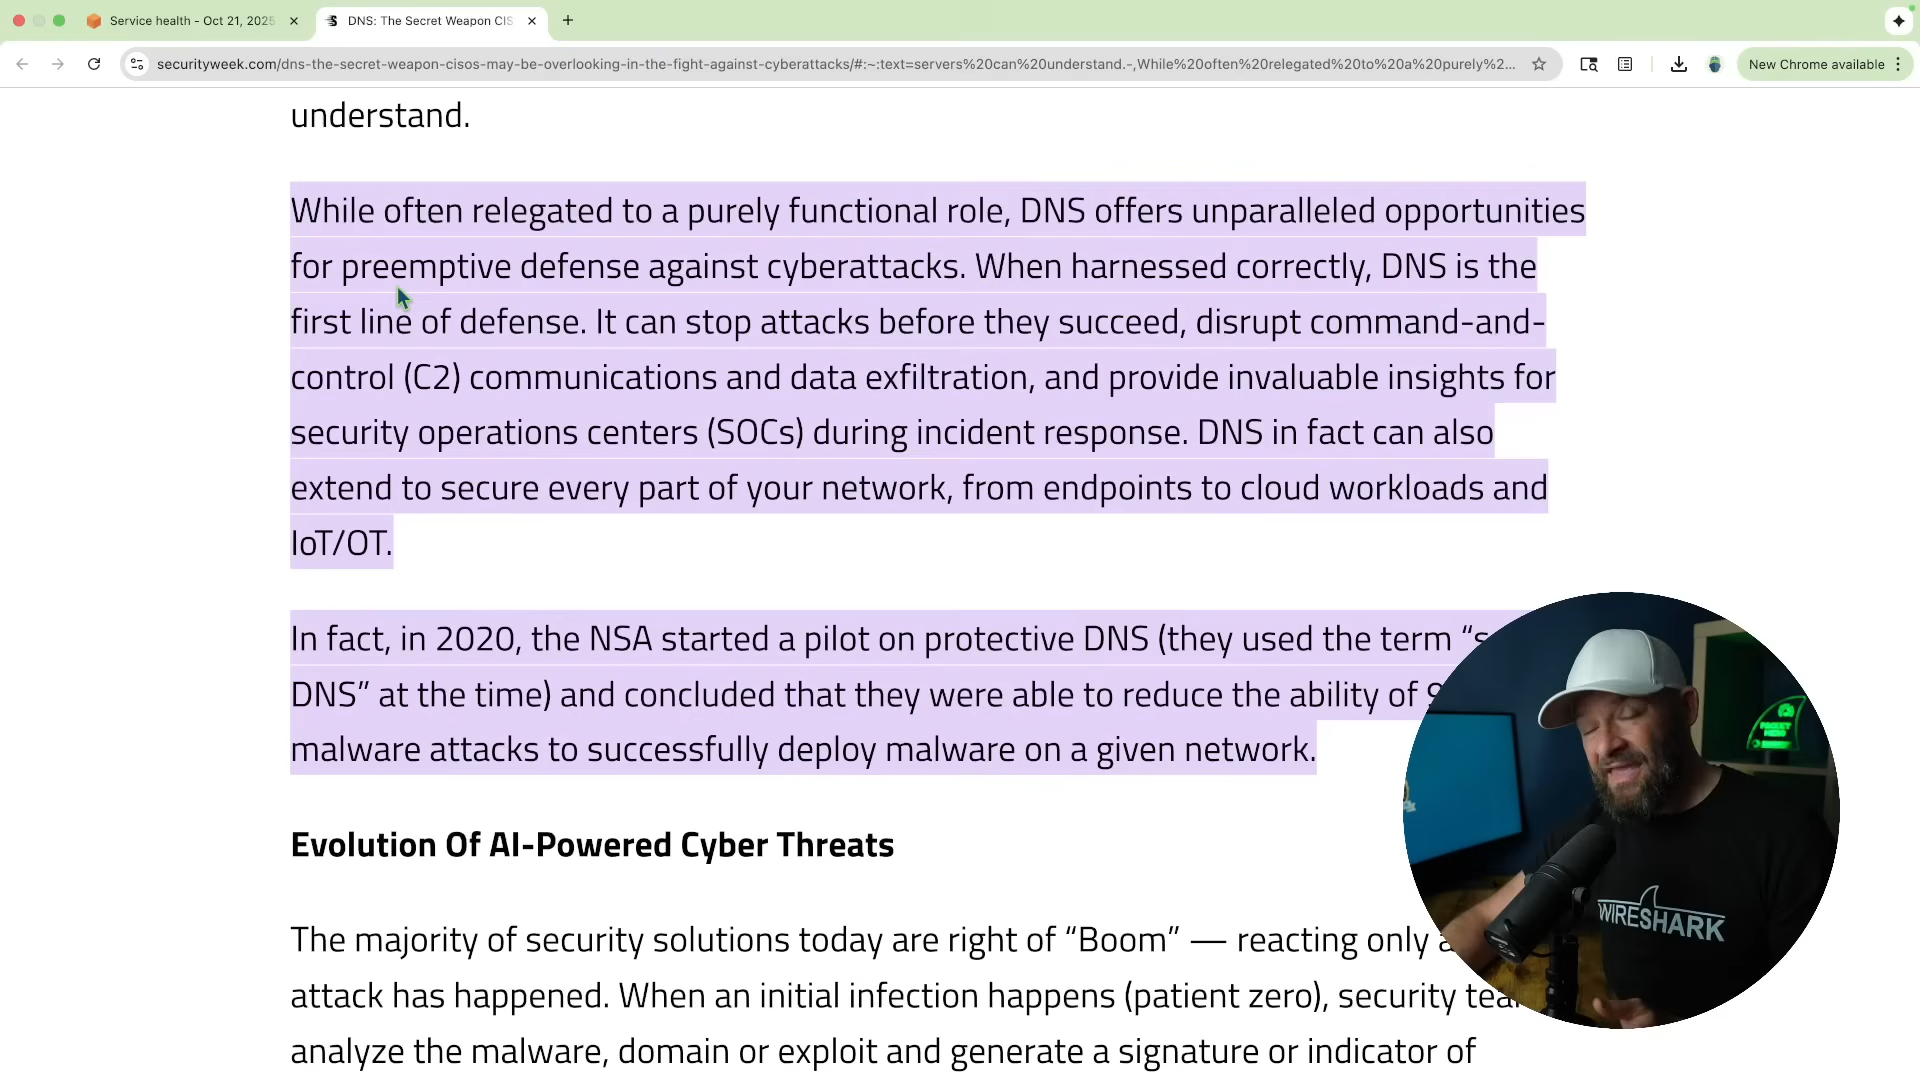 Service health - Oct 21, 2025
DNS: The Secret Weapon CIS
securityweek.com/dns-the-secret-weapon-cisos-may-be-overlooking-in-the-fight-against-cyberattacks/#:~:text=servers%20can%20understand.-,While%20often%20relegated%20to%20a%20purely%2...
New Chrome available
understand.
While often relegated to a purely functional role, DNS offers unparalleled opportunities
for preemptive defense against cyberattacks. When harnessed correctly, DNS is the
first line of defense. It can stop attacks before they succeed, disrupt command-and-
control (C2) communications and data exfiltration, and provide invaluable insights for
security operations centers (SOCs) during incident response. DNS in fact can also
extend to secure every part of your network, from endpoints to cloud workloads and
IoT/OT.
In fact, in 2020, the NSA started a pilot on protective DNS (they used the term “s
DNS” at the time) and concluded that they were able to reduce the ability of 9
malware attacks to successfully deploy malware on a given network.
Evolution Of AI-Powered Cyber Threats
The majority of security solutions today are right of “Boom” — reacting only a
attack has happened. When an initial infection happens (patient zero), security tea
analyze the malware, domain or exploit and generate a signature or indicator of
PACKET
WIRESHARK